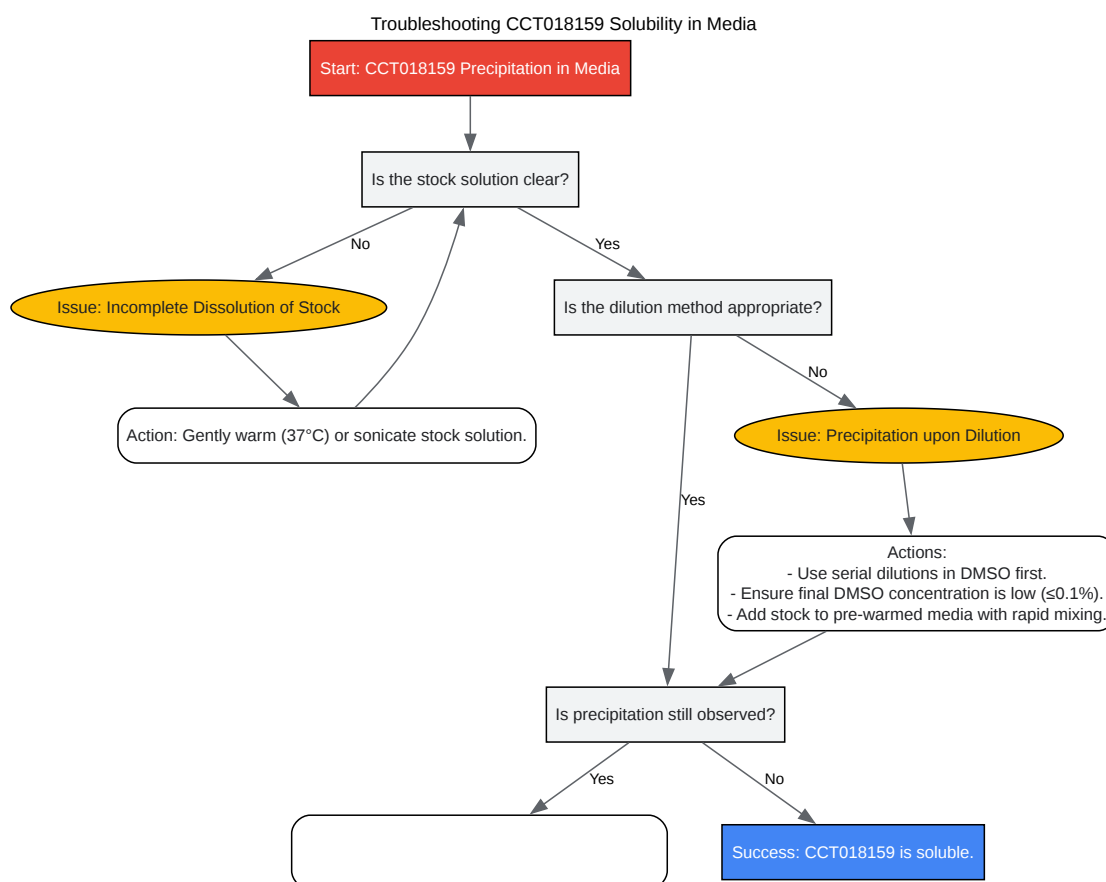 Troubleshooting CCT018159 Solubility in Media
Start: CCT018159 Precipitation in Media
Is the stock solution clear?
No
Yes
Issue: Incomplete Dissolution of Stock
Is the dilution method appropriate?
No
Action: Gently warm (37°C) or sonicate stock solution.
Issue: Precipitation upon Dilution
Yes
Actions:
- Use serial dilutions in DMSO first.
- Ensure final DMSO concentration is low (≤0.1%).
- Add stock to pre-warmed media with rapid mixing.
Is precipitation still observed?
Yes
No
Success: CCT018159 is soluble.